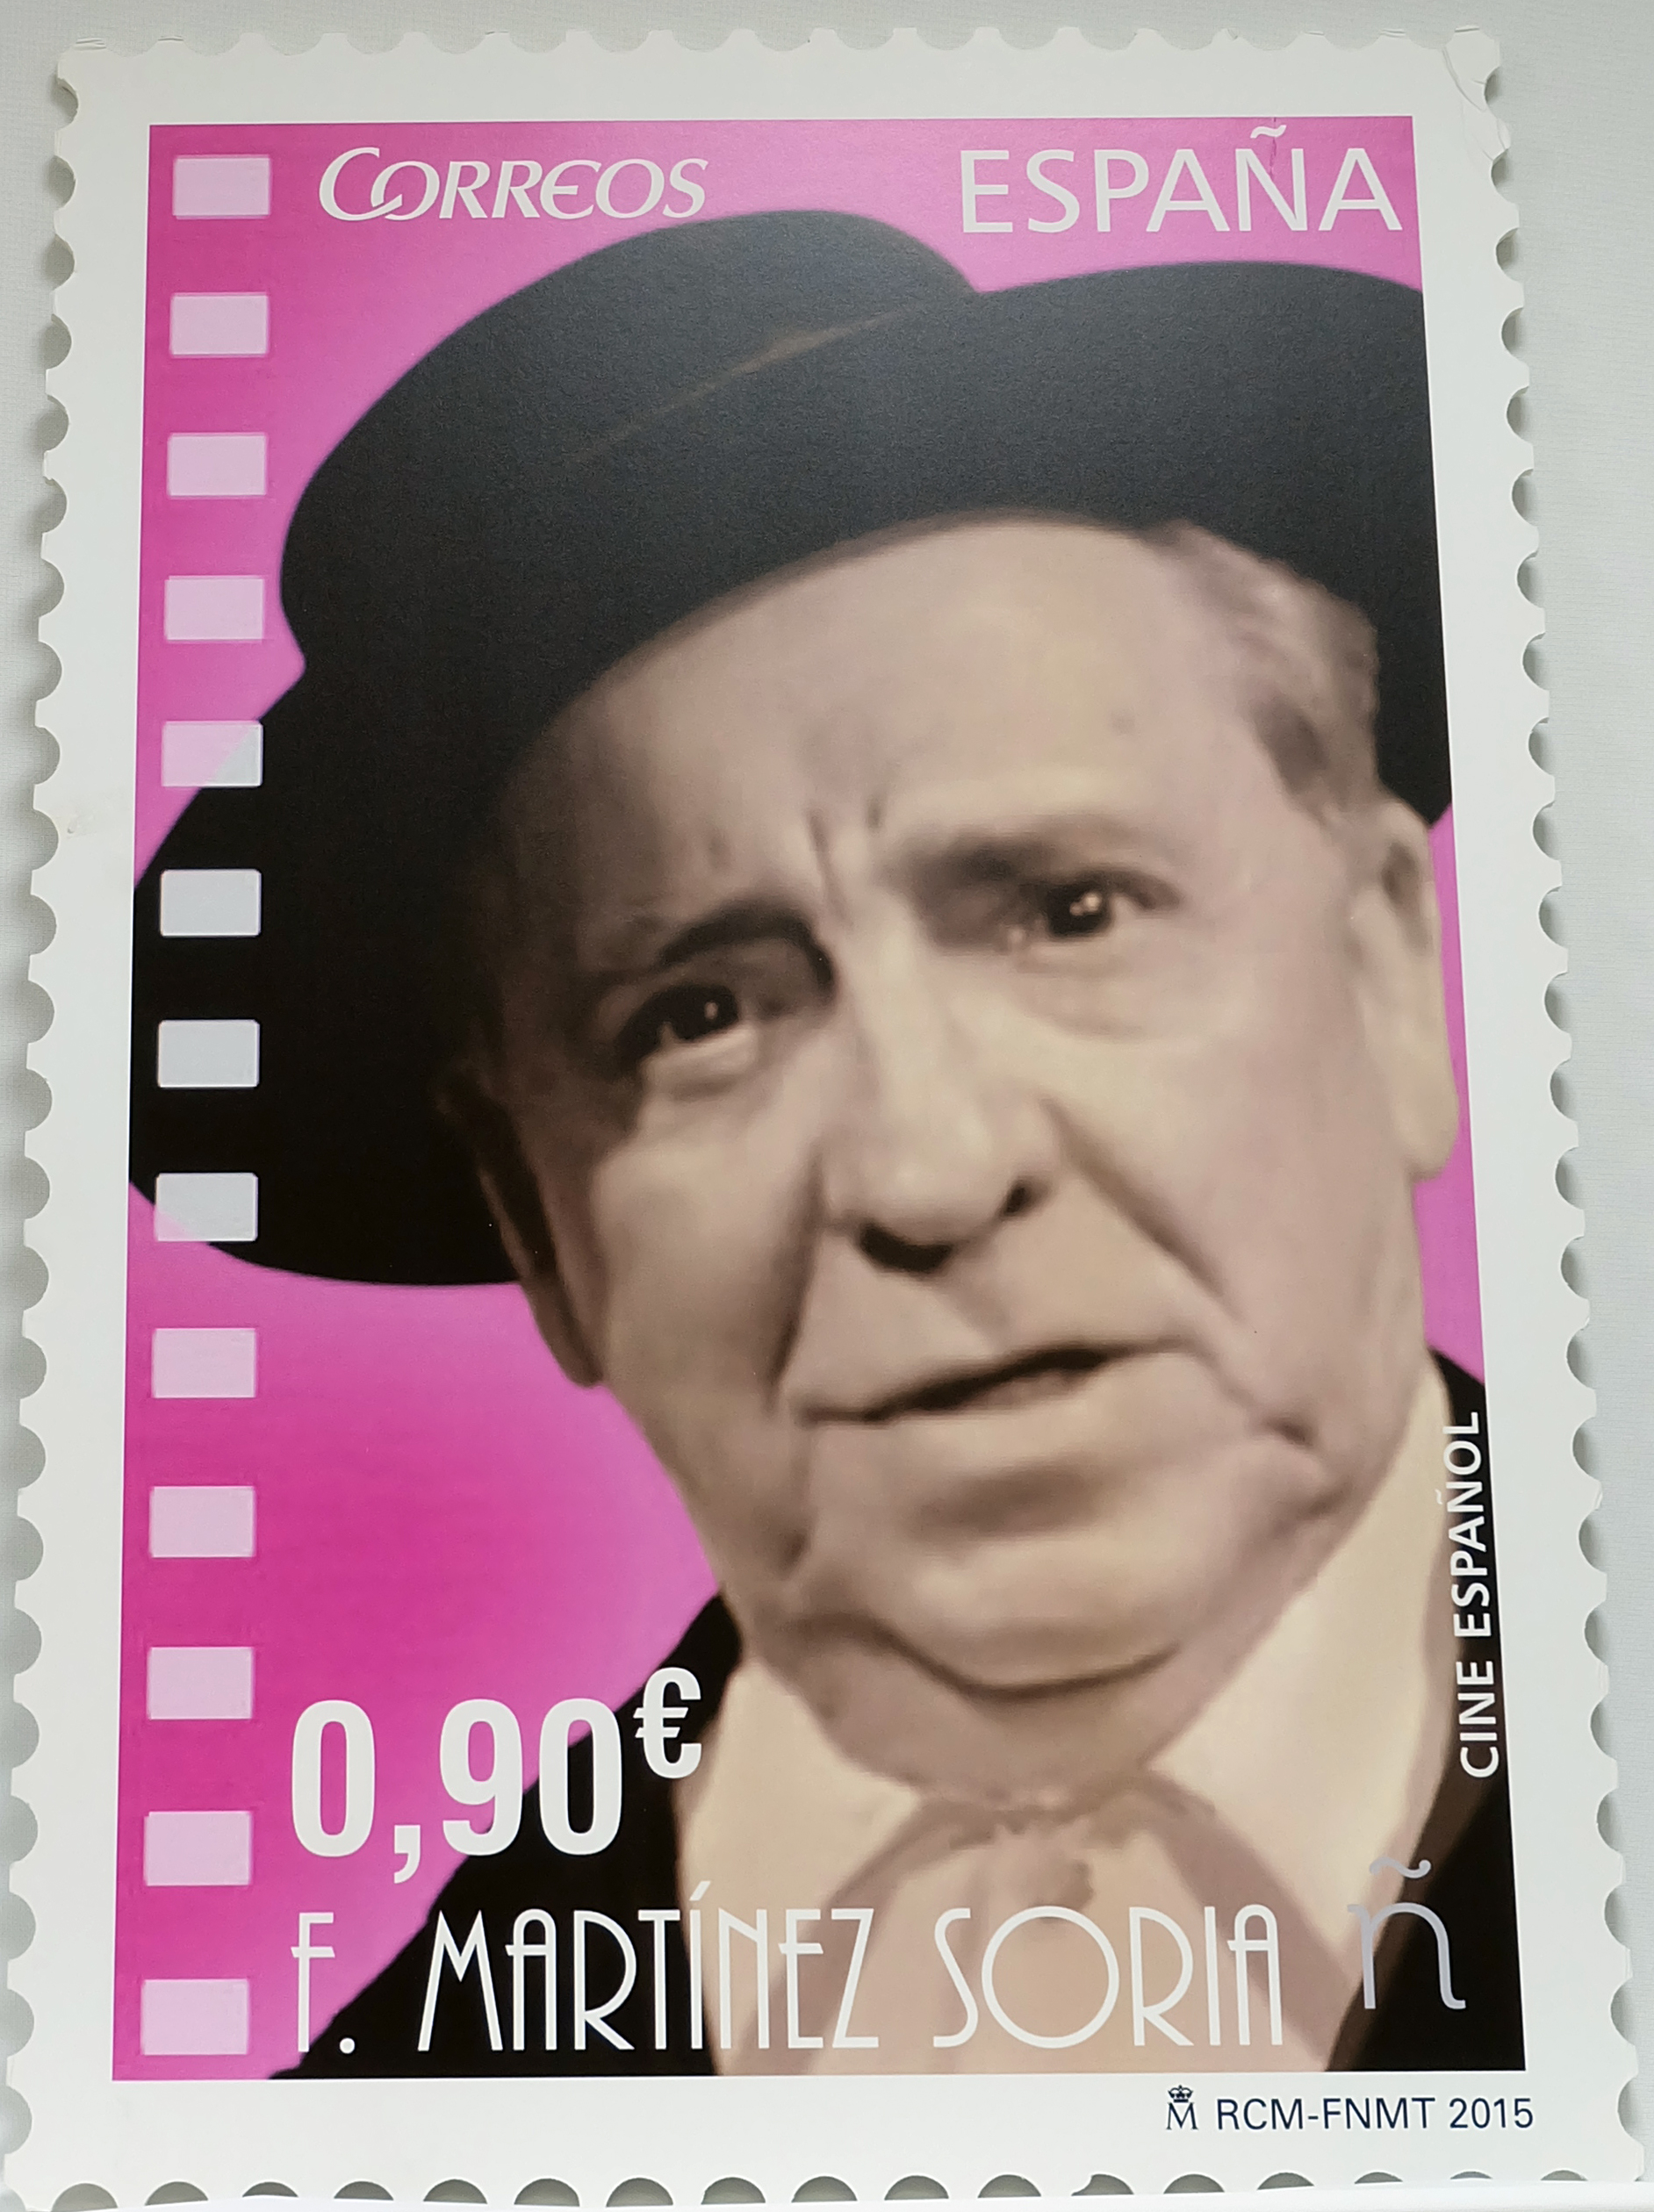 CORREOS
ESPAÑA
CINE ESPAÑOL
0,90€
F. MARTÍNEZ SORIA ñ
M RCM-FNMT 2015